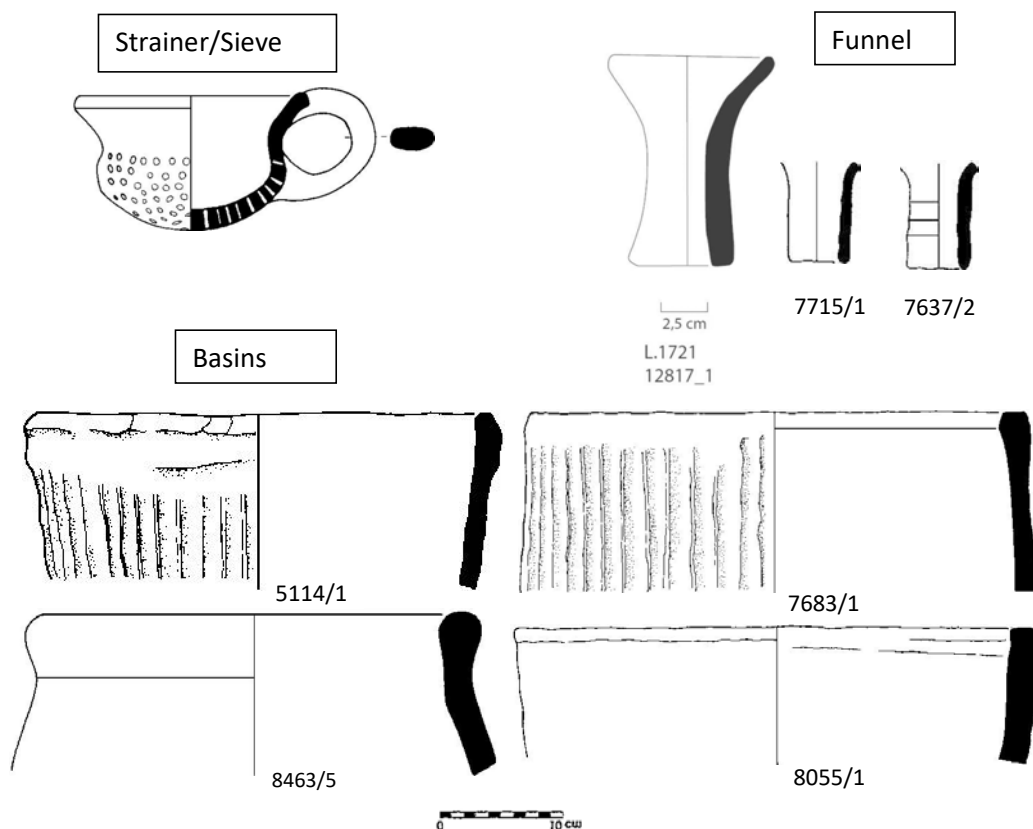 Strainer/Sieve
Funnel
7715/1
7637/2
2,5 cm
L.1721
12817_1
Basins
5114/1
7683/1
8463/5
8055/1
0 10 cm